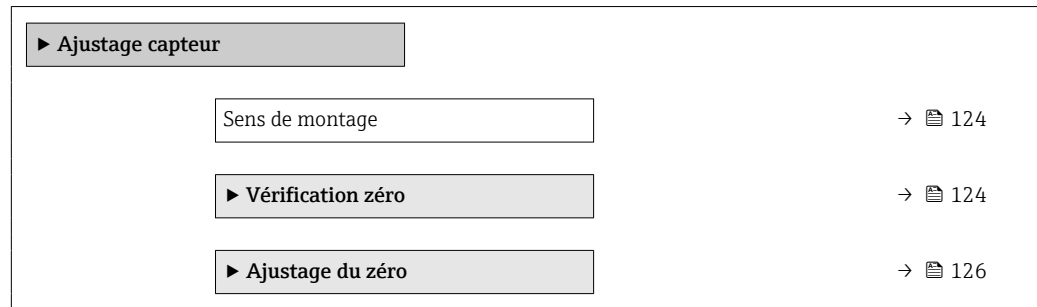 ▶ Ajustage capteur
Sens de montage → 🖹 124
▶ Vérification zéro → 🖹 124
▶ Ajustage du zéro → 🖹 126